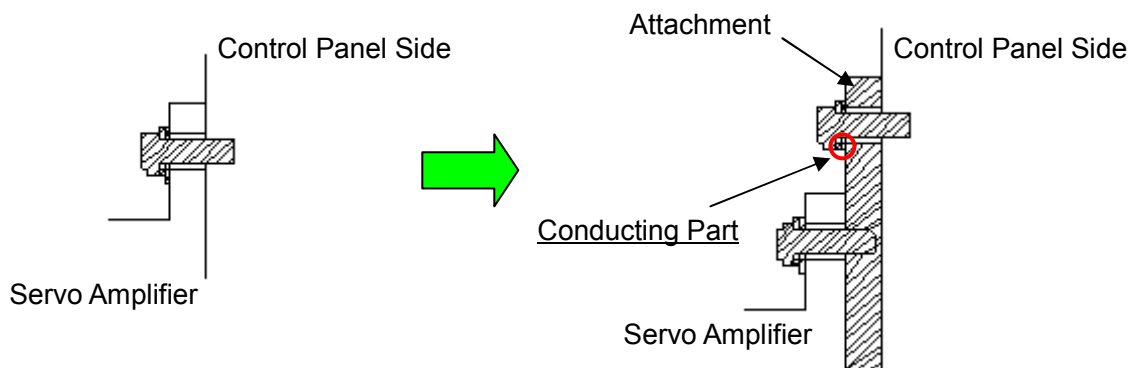 Control Panel Side
Servo Amplifier
Attachment
Control Panel Side
Conducting Part
Servo Amplifier